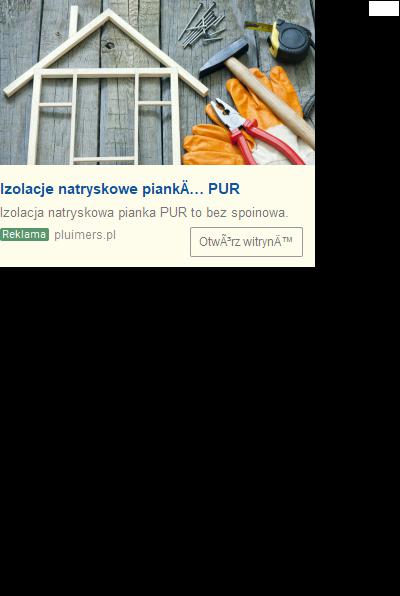 Izolacje natryskowe piankÄ… PUR
Izolacja natryskowa pianka PUR to bez spoinowa.
Reklama pluimers.pl
OtwÃ³rz witrynÄ™